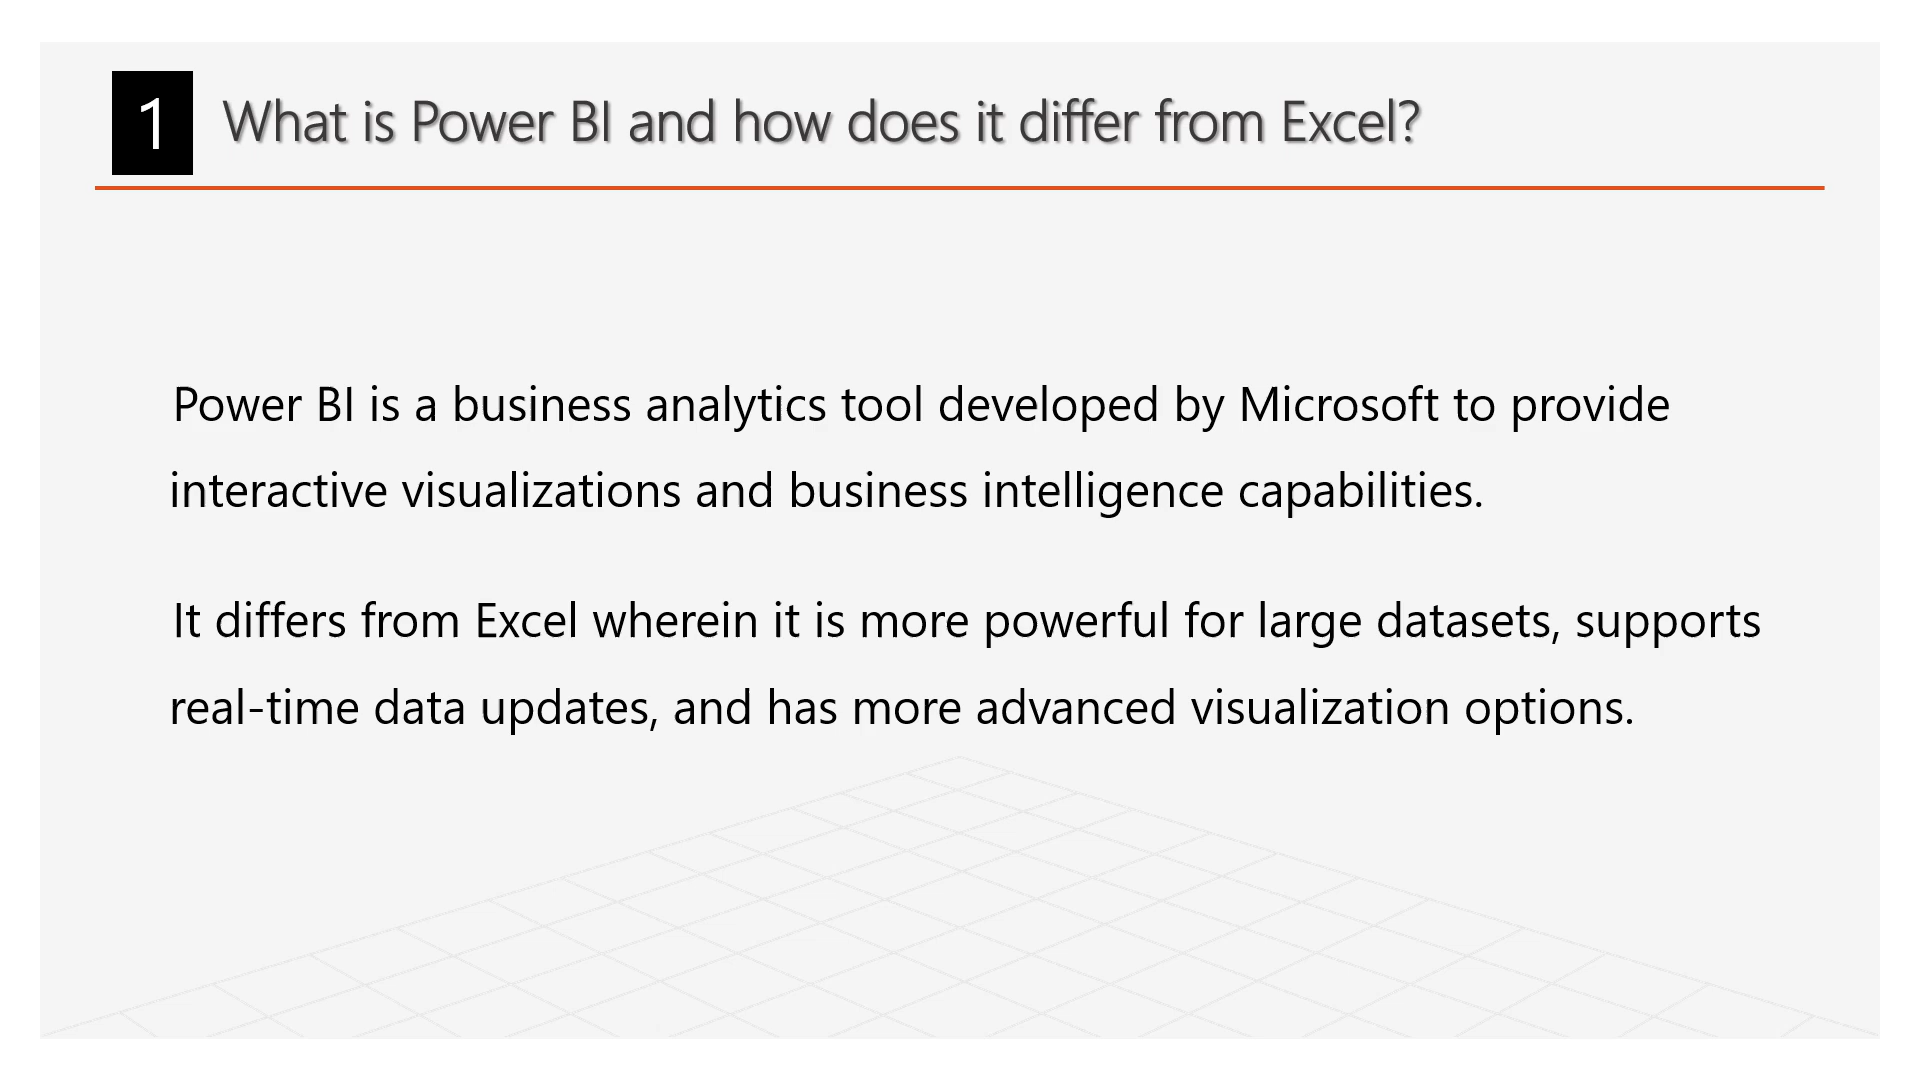 1 What is Power BI and how does it differ from Excel?
Power BI is a business analytics tool developed by Microsoft to provide
interactive visualizations and business intelligence capabilities.
It differs from Excel wherein it is more powerful for large datasets, supports
real-time data updates, and has more advanced visualization options.